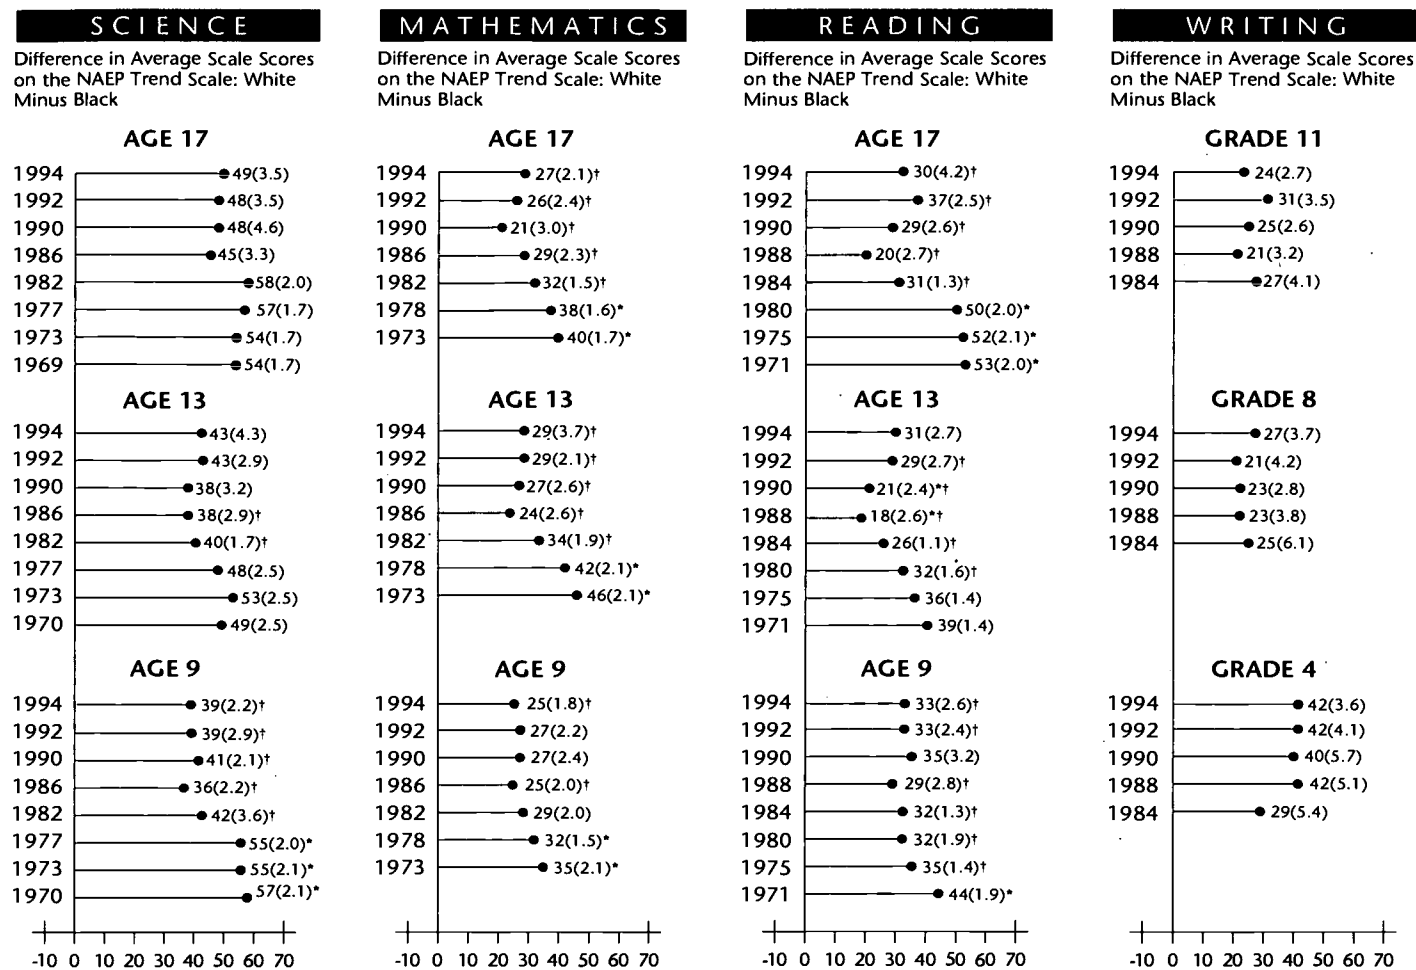 SCIENCE
Difference in Average Scale Scores
on the NAEP Trend Scale: White
Minus Black
AGE 17
1994 49(3.5)
1992 48(3.5)
1990 48(4.6)
1986 45(3.3)
1982 58(2.0)
1977 57(1.7)
1973 54(1.7)
1969 54(1.7)
AGE 13
1994 43(4.3)
1992 43(2.9)
1990 38(3.2)
1986 38(2.9)†
1982 40(1.7)†
1977 48(2.5)
1973 53(2.5)
1970 49(2.5)
AGE 9
1994 39(2.2)†
1992 39(2.9)†
1990 41(2.1)†
1986 36(2.2)†
1982 42(3.6)†
1977 55(2.0)*
1973 55(2.1)*
1970 57(2.1)*
-10 0 10 20 30 40 50 60 70
MATHEMATICS
Difference in Average Scale Scores
on the NAEP Trend Scale: White
Minus Black
AGE 17
1994 27(2.1)†
1992 26(2.4)†
1990 21(3.0)†
1986 29(2.3)†
1982 32(1.5)†
1978 38(1.6)*
1973 40(1.7)*
AGE 13
1994 29(3.7)†
1992 29(2.1)†
1990 27(2.6)†
1986 24(2.6)†
1982 34(1.9)†
1978 42(2.1)*
1973 46(2.1)*
AGE 9
1994 25(1.8)†
1992 27(2.2)
1990 27(2.4)
1986 25(2.0)†
1982 29(2.0)
1978 32(1.5)*
1973 35(2.1)*
-10 0 10 20 30 40 50 60 70
READING
Difference in Average Scale Scores
on the NAEP Trend Scale: White
Minus Black
AGE 17
1994 30(4.2)†
1992 37(2.5)†
1990 29(2.6)†
1988 20(2.7)†
1984 31(1.3)†
1980 50(2.0)*
1975 52(2.1)*
1971 53(2.0)*
AGE 13
1994 31(2.7)
1992 29(2.7)†
1990 21(2.4)*†
1988 18(2.6)*†
1984 26(1.1)†
1980 32(1.6)†
1975 36(1.4)
1971 39(1.4)
AGE 9
1994 33(2.6)†
1992 33(2.4)†
1990 35(3.2)
1988 29(2.8)†
1984 32(1.3)†
1980 32(1.9)†
1975 35(1.4)†
1971 44(1.9)*
-10 0 10 20 30 40 50 60 70
WRITING
Difference in Average Scale Scores
on the NAEP Trend Scale: White
Minus Black
GRADE 11
1994 24(2.7)
1992 31(3.5)
1990 25(2.6)
1988 21(3.2)
1984 27(4.1)
GRADE 8
1994 27(3.7)
1992 21(4.2)
1990 23(2.8)
1988 23(3.8)
1984 25(6.1)
GRADE 4
1994 42(3.6)
1992 42(4.1)
1990 40(5.7)
1988 42(5.1)
1984 29(5.4)
-10 0 10 20 30 40 50 60 70